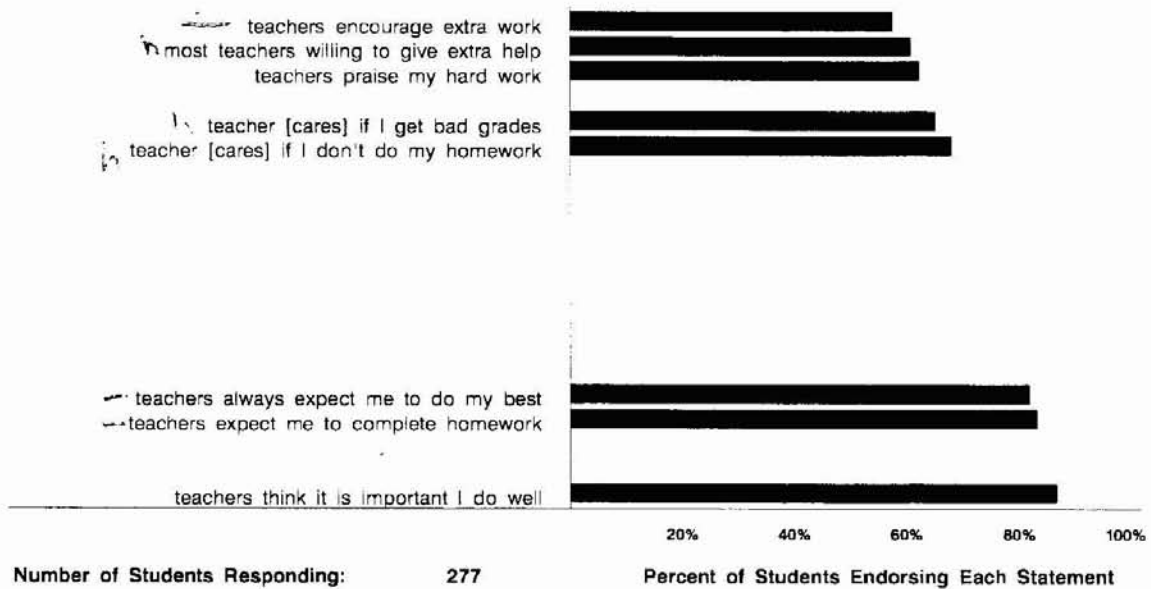 teachers encourage extra work
most teachers willing to give extra help
teachers praise my hard work
teacher [cares] if I get bad grades
teacher [cares] if I don't do my homework
teachers always expect me to do my best
teachers expect me to complete homework
teachers think it is important I do well
20% 40% 60% 80% 100%
Number of Students Responding: 277 Percent of Students Endorsing Each Statement